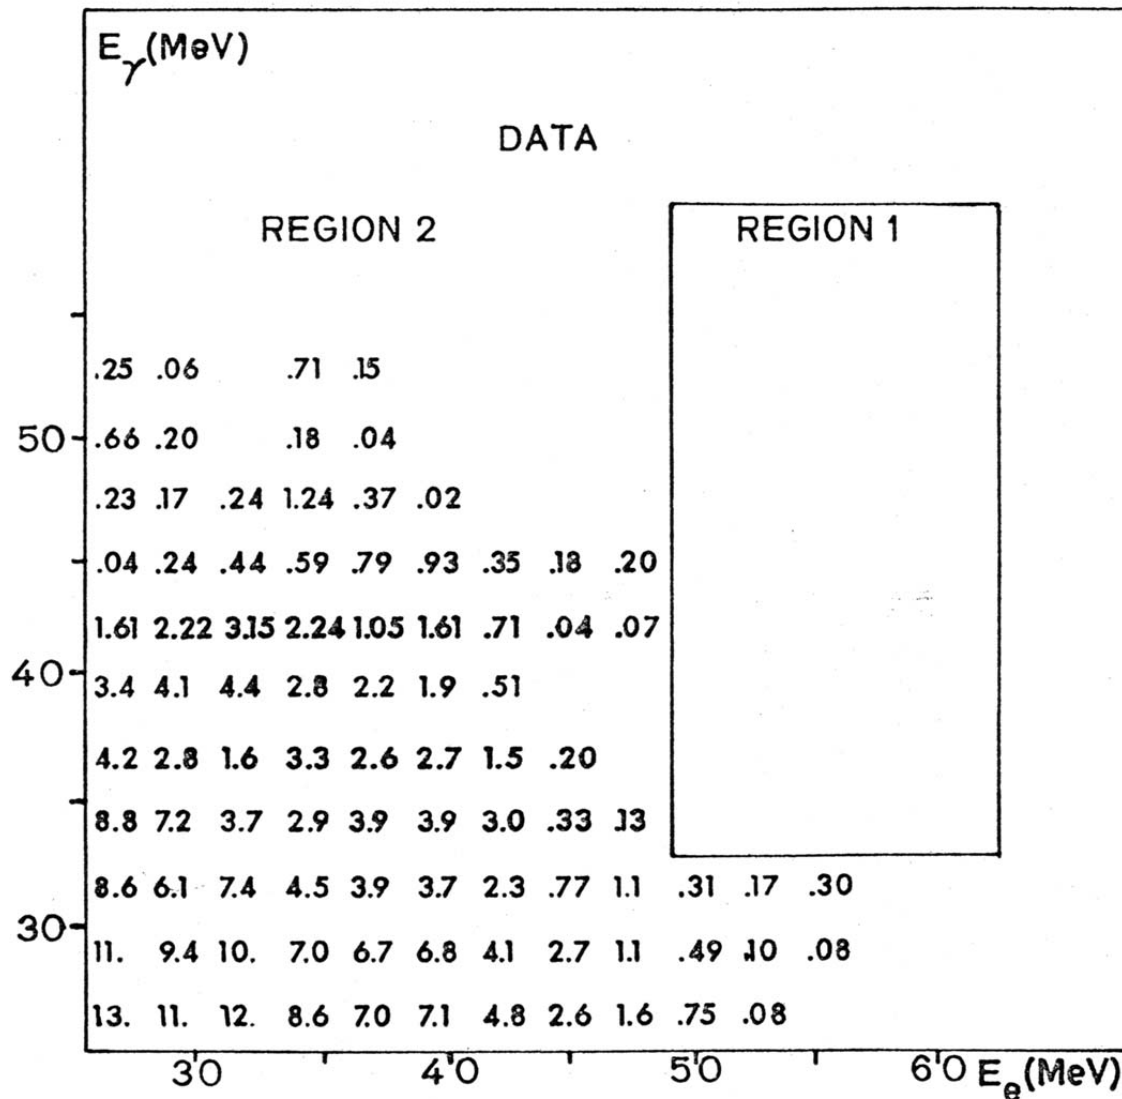 Eγ(MeV)
DATA
REGION 2 REGION 1
.25 .06 .71 .15
50 .66 .20 .18 .04
.23 .17 .24 1.24 .37 .02
.04 .24 .44 .59 .79 .93 .35 .18 .20
1.61 2.22 3.15 2.24 1.05 1.61 .71 .04 .07
40
3.4 4.1 4.4 2.8 2.2 1.9 .51
4.2 2.8 1.6 3.3 2.6 2.7 1.5 .20
8.8 7.2 3.7 2.9 3.9 3.9 3.0 .33 .13
8.6 6.1 7.4 4.5 3.9 3.7 2.3 .77 1.1 .31 .17 .30
30
11. 9.4 10. 7.0 6.7 6.8 4.1 2.7 1.1 .49 .10 .08
13. 11. 12. 8.6 7.0 7.1 4.8 2.6 1.6 .75 .08
30 40 50 60 Ee(MeV)